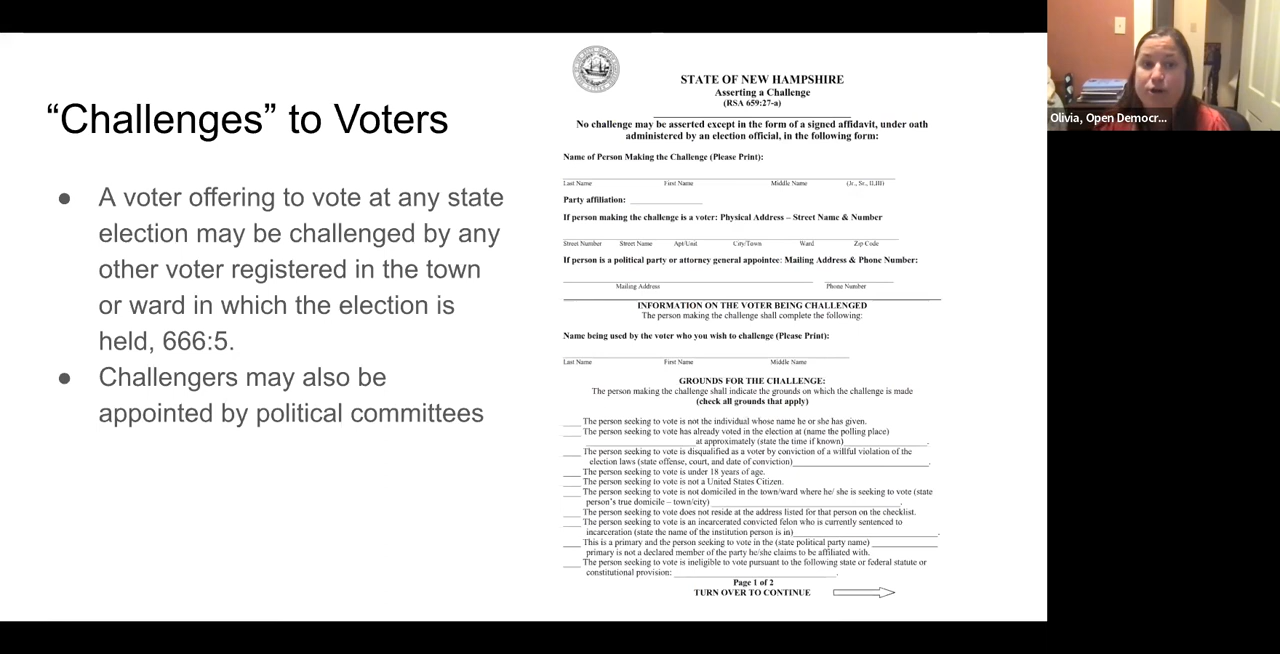 “Challenges” to Voters
● A voter offering to vote at any state
election may be challenged by any
other voter registered in the town
or ward in which the election is
held, 666:5.
● Challengers may also be
appointed by political committees
STATE OF NEW HAMPSHIRE
Asserting a Challenge
(RSA 659:27-a)
No challenge may be asserted except in the form of a signed affidavit, under oath
administered by an election official, in the following form:
Name of Person Making the Challenge (Please Print):
Last Name First Name Middle Name (Jr., Sr., II,III)
Party affiliation:
If person making the challenge is a voter: Physical Address – Street Name & Number
Street Number Street Name Apt/Unit City/Town Ward Zip Code
If person is a political party or attorney general appointee: Mailing Address & Phone Number:
Mailing Address Phone Number
INFORMATION ON THE VOTER BEING CHALLENGED
The person making the challenge shall complete the following:
Name being used by the voter who you wish to challenge (Please Print):
Last Name First Name Middle Name
GROUNDS FOR THE CHALLENGE:
The person making the challenge shall indicate the grounds on which the challenge is made
(check all grounds that apply)
____ The person seeking to vote is not the individual whose name he or she has given.
____ The person seeking to vote has already voted in the election at (name the polling place)
____ at approximately (state the time if known)____.
____ The person seeking to vote is disqualified as a voter by conviction of a willful violation of the
election laws (state offense, court, and date of conviction)____.
____ The person seeking to vote is under 18 years of age.
____ The person seeking to vote is not a United States Citizen.
____ The person seeking to vote is not domiciled in the town/ward where he/ she is seeking to vote (state
person’s true domicile – town/city) ____.
____ The person seeking to vote does not reside at the address listed for that person on the checklist.
____ The person seeking to vote is an incarcerated convicted felon who is currently sentenced to
incarceration (state the name of the institution person is in)____.
____ This is a primary and the person seeking to vote in the (state political party name) ____
primary is not a declared member of the party he/she claims to be affiliated with.
____ The person seeking to vote is ineligible to vote pursuant to the following state or federal statute or
constitutional provision: ____.
Page 1 of 2
TURN OVER TO CONTINUE
Olivia, Open Democr...